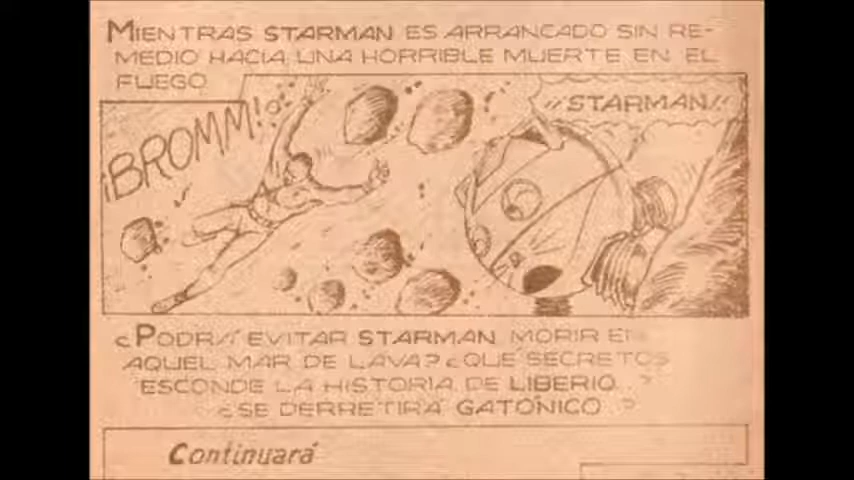 MIENTRAS STARMAN ES ARRANCADO SIN RE-
MEDIO HACIA UNA HORRIBLE MUERTE EN EL
FUEGO
¡BROMM!
¡¡STARMAN!!
¿PODRÁ EVITAR STARMAN MORIR EN
AQUEL MAR DE LAVA? ¿QUE SECRETOS
ESCONDE LA HISTORIA DE LIBERIO..?
¿SE DERRETIRÁ GATÓNICO ?
Continuará